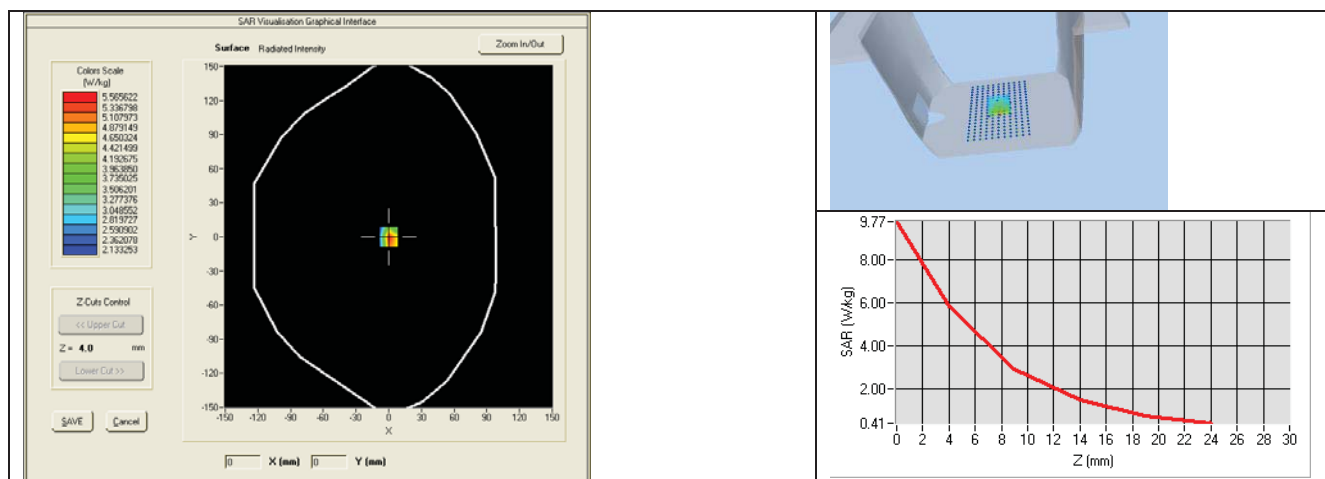 SAR Visualisation Graphical Interface
Surface Radiated Intensity
Zoom In/Out
Colors Scale
(W/kg)
5.565622
5.336798
5.107973
4.879149
4.650324
4.421499
4.192675
3.963850
3.735025
3.506201
3.277376
3.048552
2.819727
2.590902
2.362078
2.133253
Z-Cuts Control
<< Upper Cut
Z = 4.0 mm
Lower Cut >>
SAVE Cancel
150-
120-
90-
60-
30-
Y 0-
-30-
-60-
-90-
-120-
-150-
-150 -120 -90 -60 -30 0 30 60 90 120 150
X
0 X (mm) 0 Y (mm)
9.77-
8.00-
6.00-
4.00-
2.00-
0.41-
SAR (W/kg)
0 2 4 6 8 10 12 14 16 18 20 22 24 26 28 30
Z (mm)